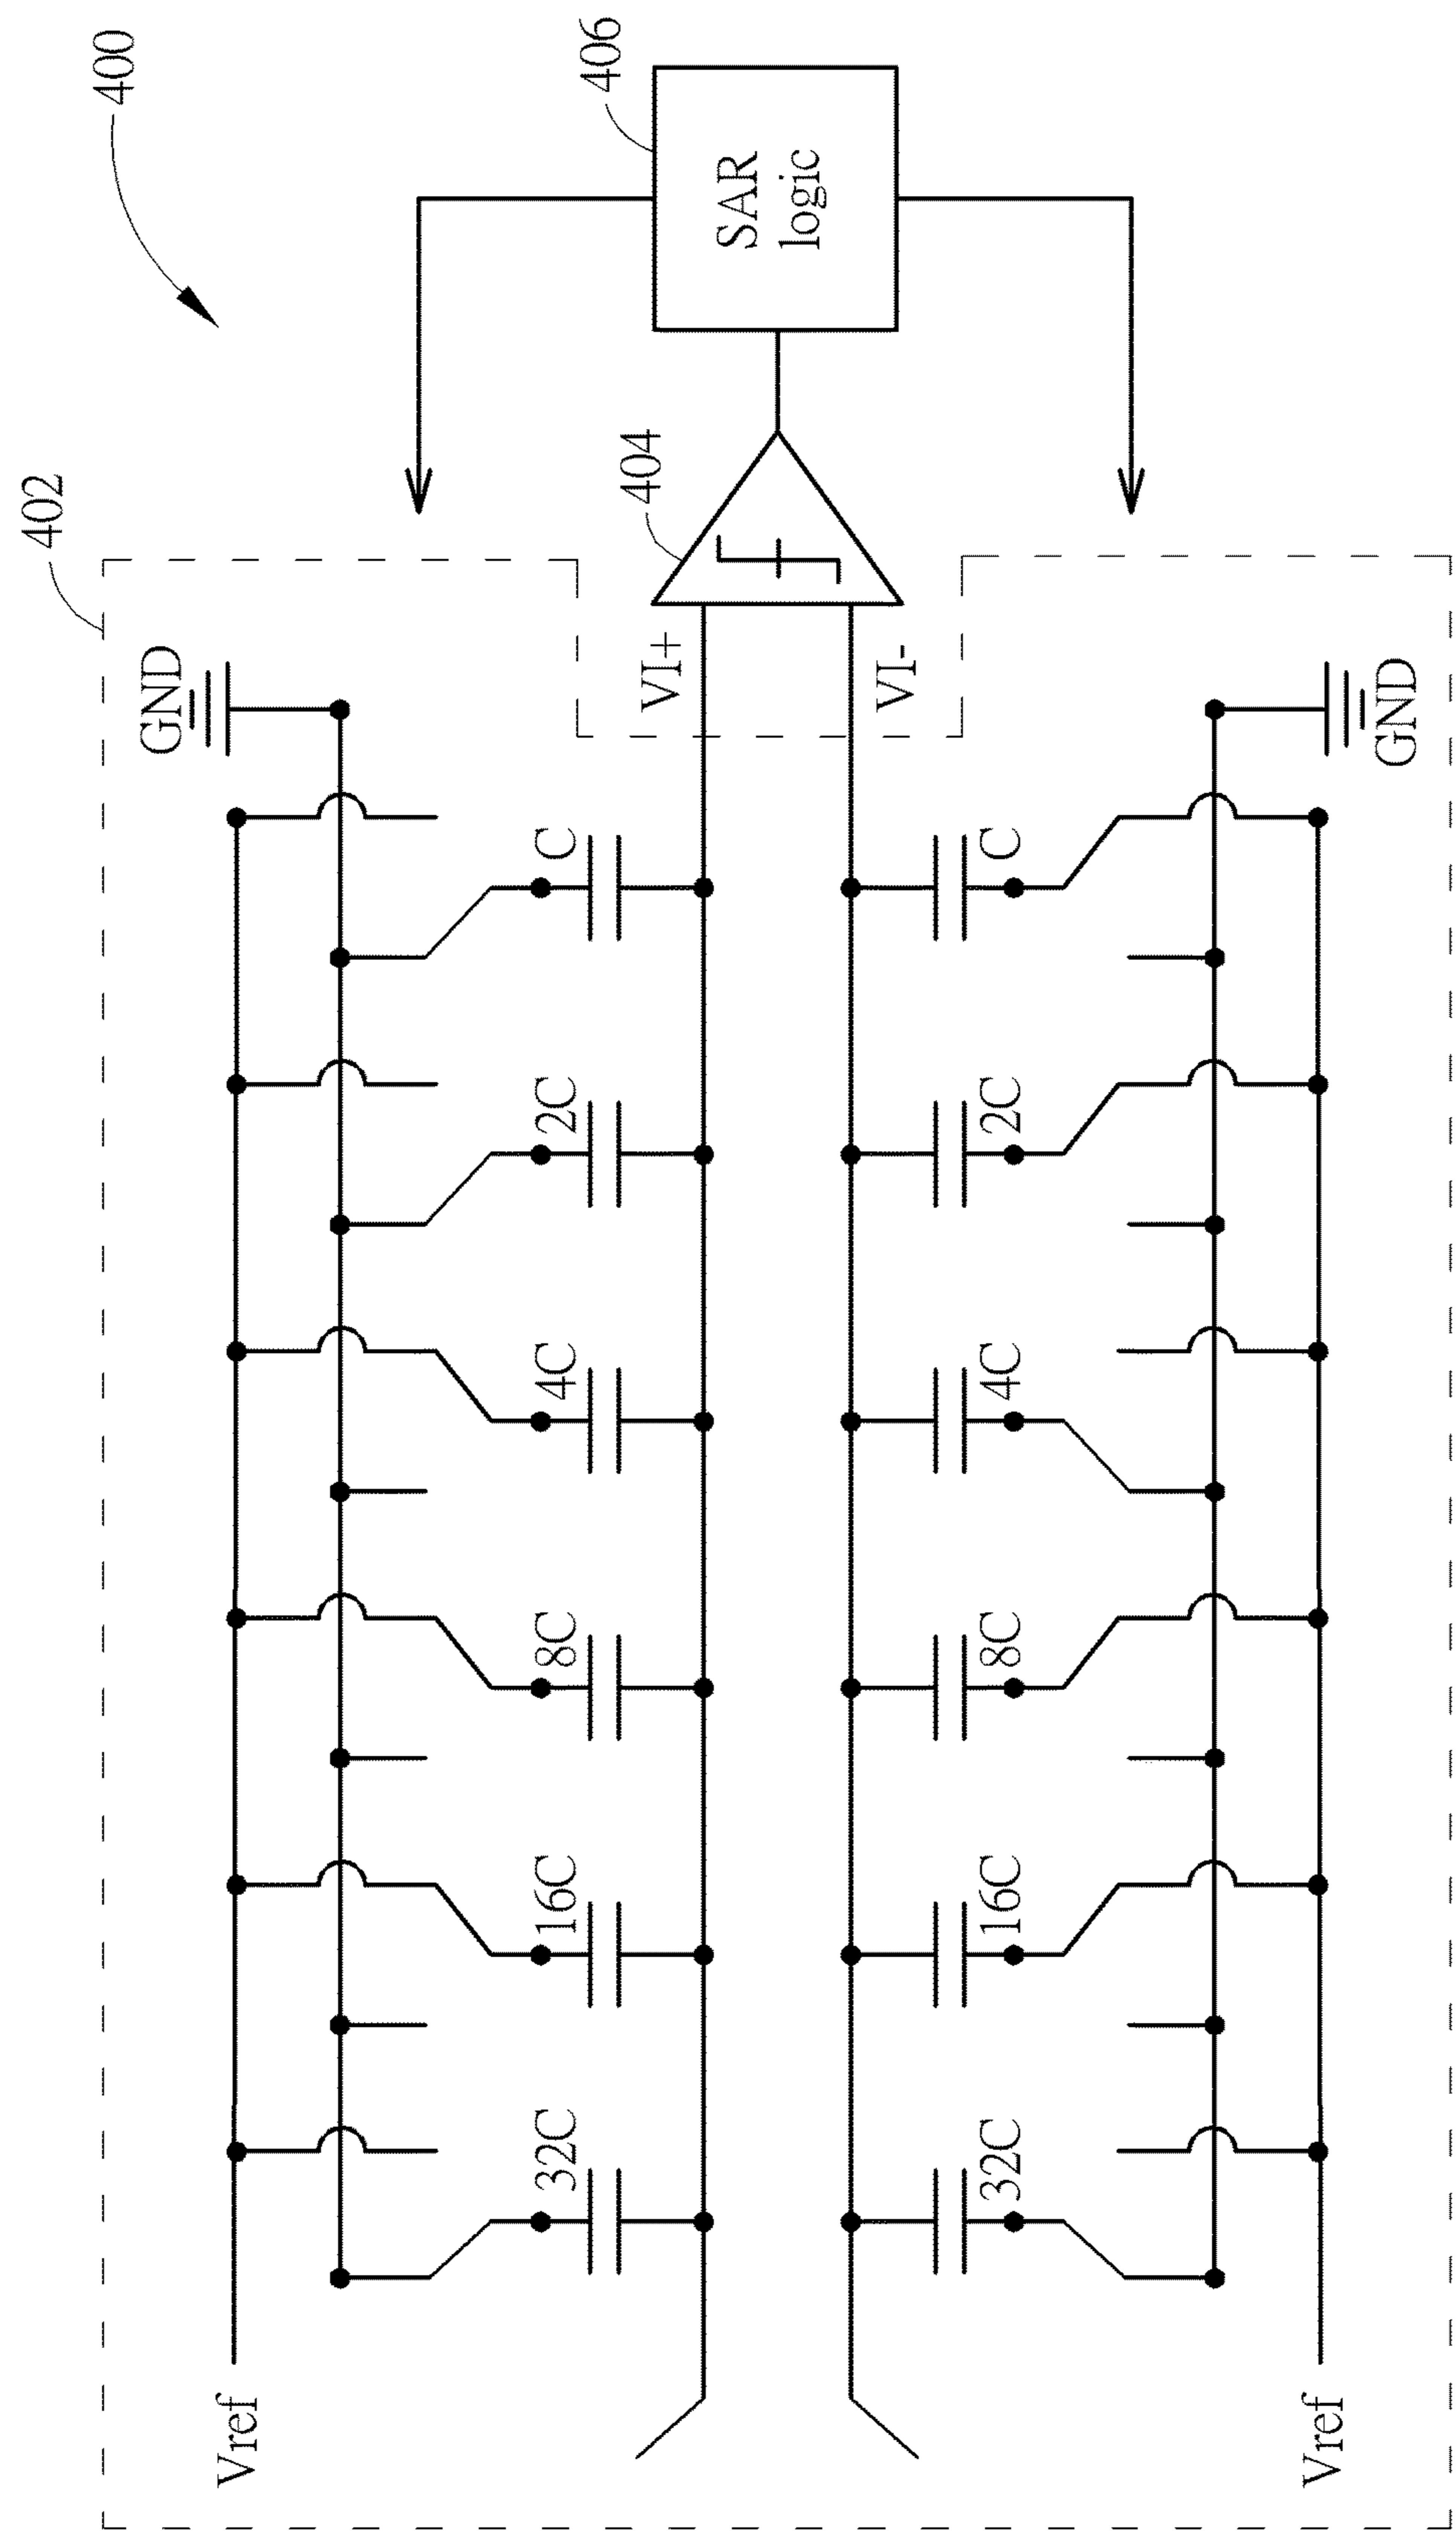 400
402
Vref
GND
32C
16C
8C
4C
2C
C
VI+
404
406
SAR
logic
VI-
32C
16C
8C
4C
2C
C
Vref
GND